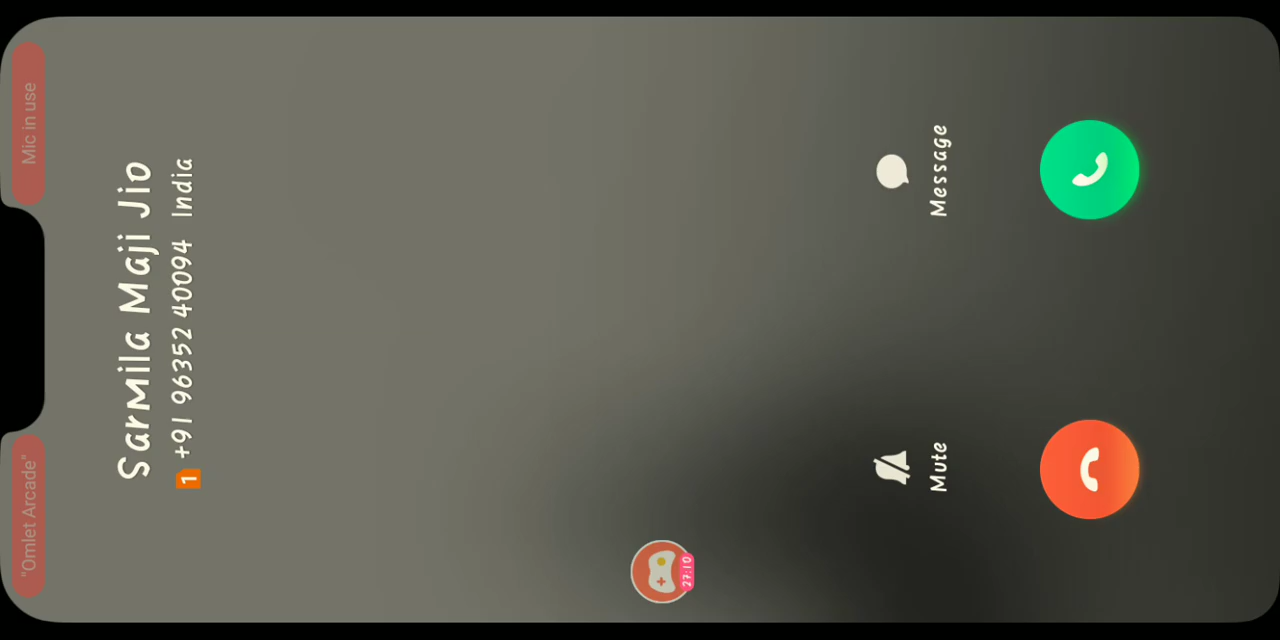 "Omlet Arcade"
Mic in use
Sarmila Maji Jio
1 +91 96352 40094 India
27:10
Mute
Message